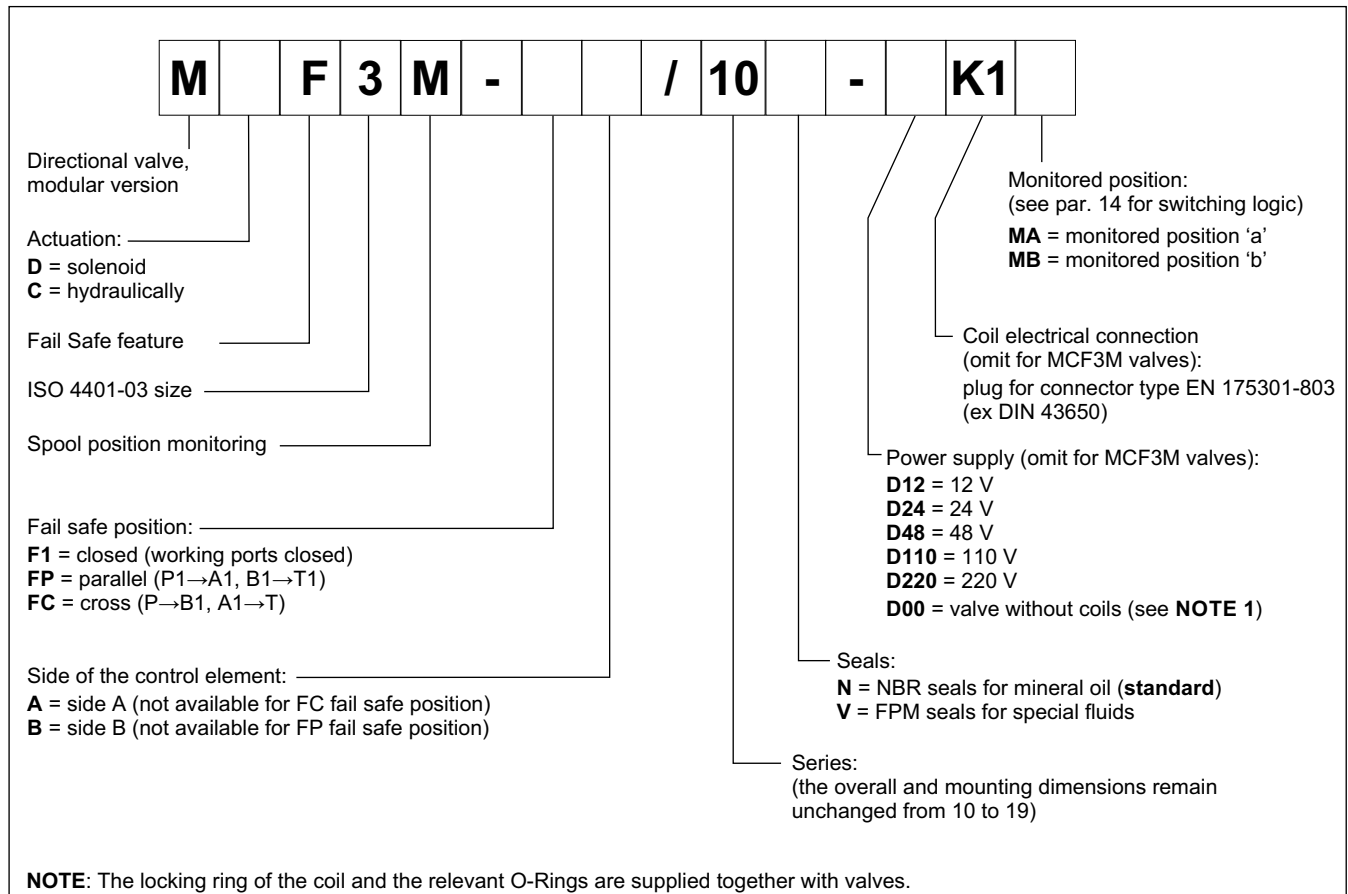 M F 3 M - / 10 - K1
Directional valve,
modular version
Actuation:
D = solenoid
C = hydraulically
Fail Safe feature
ISO 4401-03 size
Spool position monitoring
Fail safe position:
F1 = closed (working ports closed)
FP = parallel (P1→A1, B1→T1)
FC = cross (P→B1, A1→T)
Side of the control element:
A = side A (not available for FC fail safe position)
B = side B (not available for FP fail safe position)
Monitored position:
(see par. 14 for switching logic)
MA = monitored position ‘a’
MB = monitored position ‘b’
Coil electrical connection
(omit for MCF3M valves):
plug for connector type EN 175301-803
(ex DIN 43650)
Power supply (omit for MCF3M valves):
D12 = 12 V
D24 = 24 V
D48 = 48 V
D110 = 110 V
D220 = 220 V
D00 = valve without coils (see NOTE 1)
Seals:
N = NBR seals for mineral oil (standard)
V = FPM seals for special fluids
Series:
(the overall and mounting dimensions remain
unchanged from 10 to 19)
NOTE: The locking ring of the coil and the relevant O-Rings are supplied together with valves.